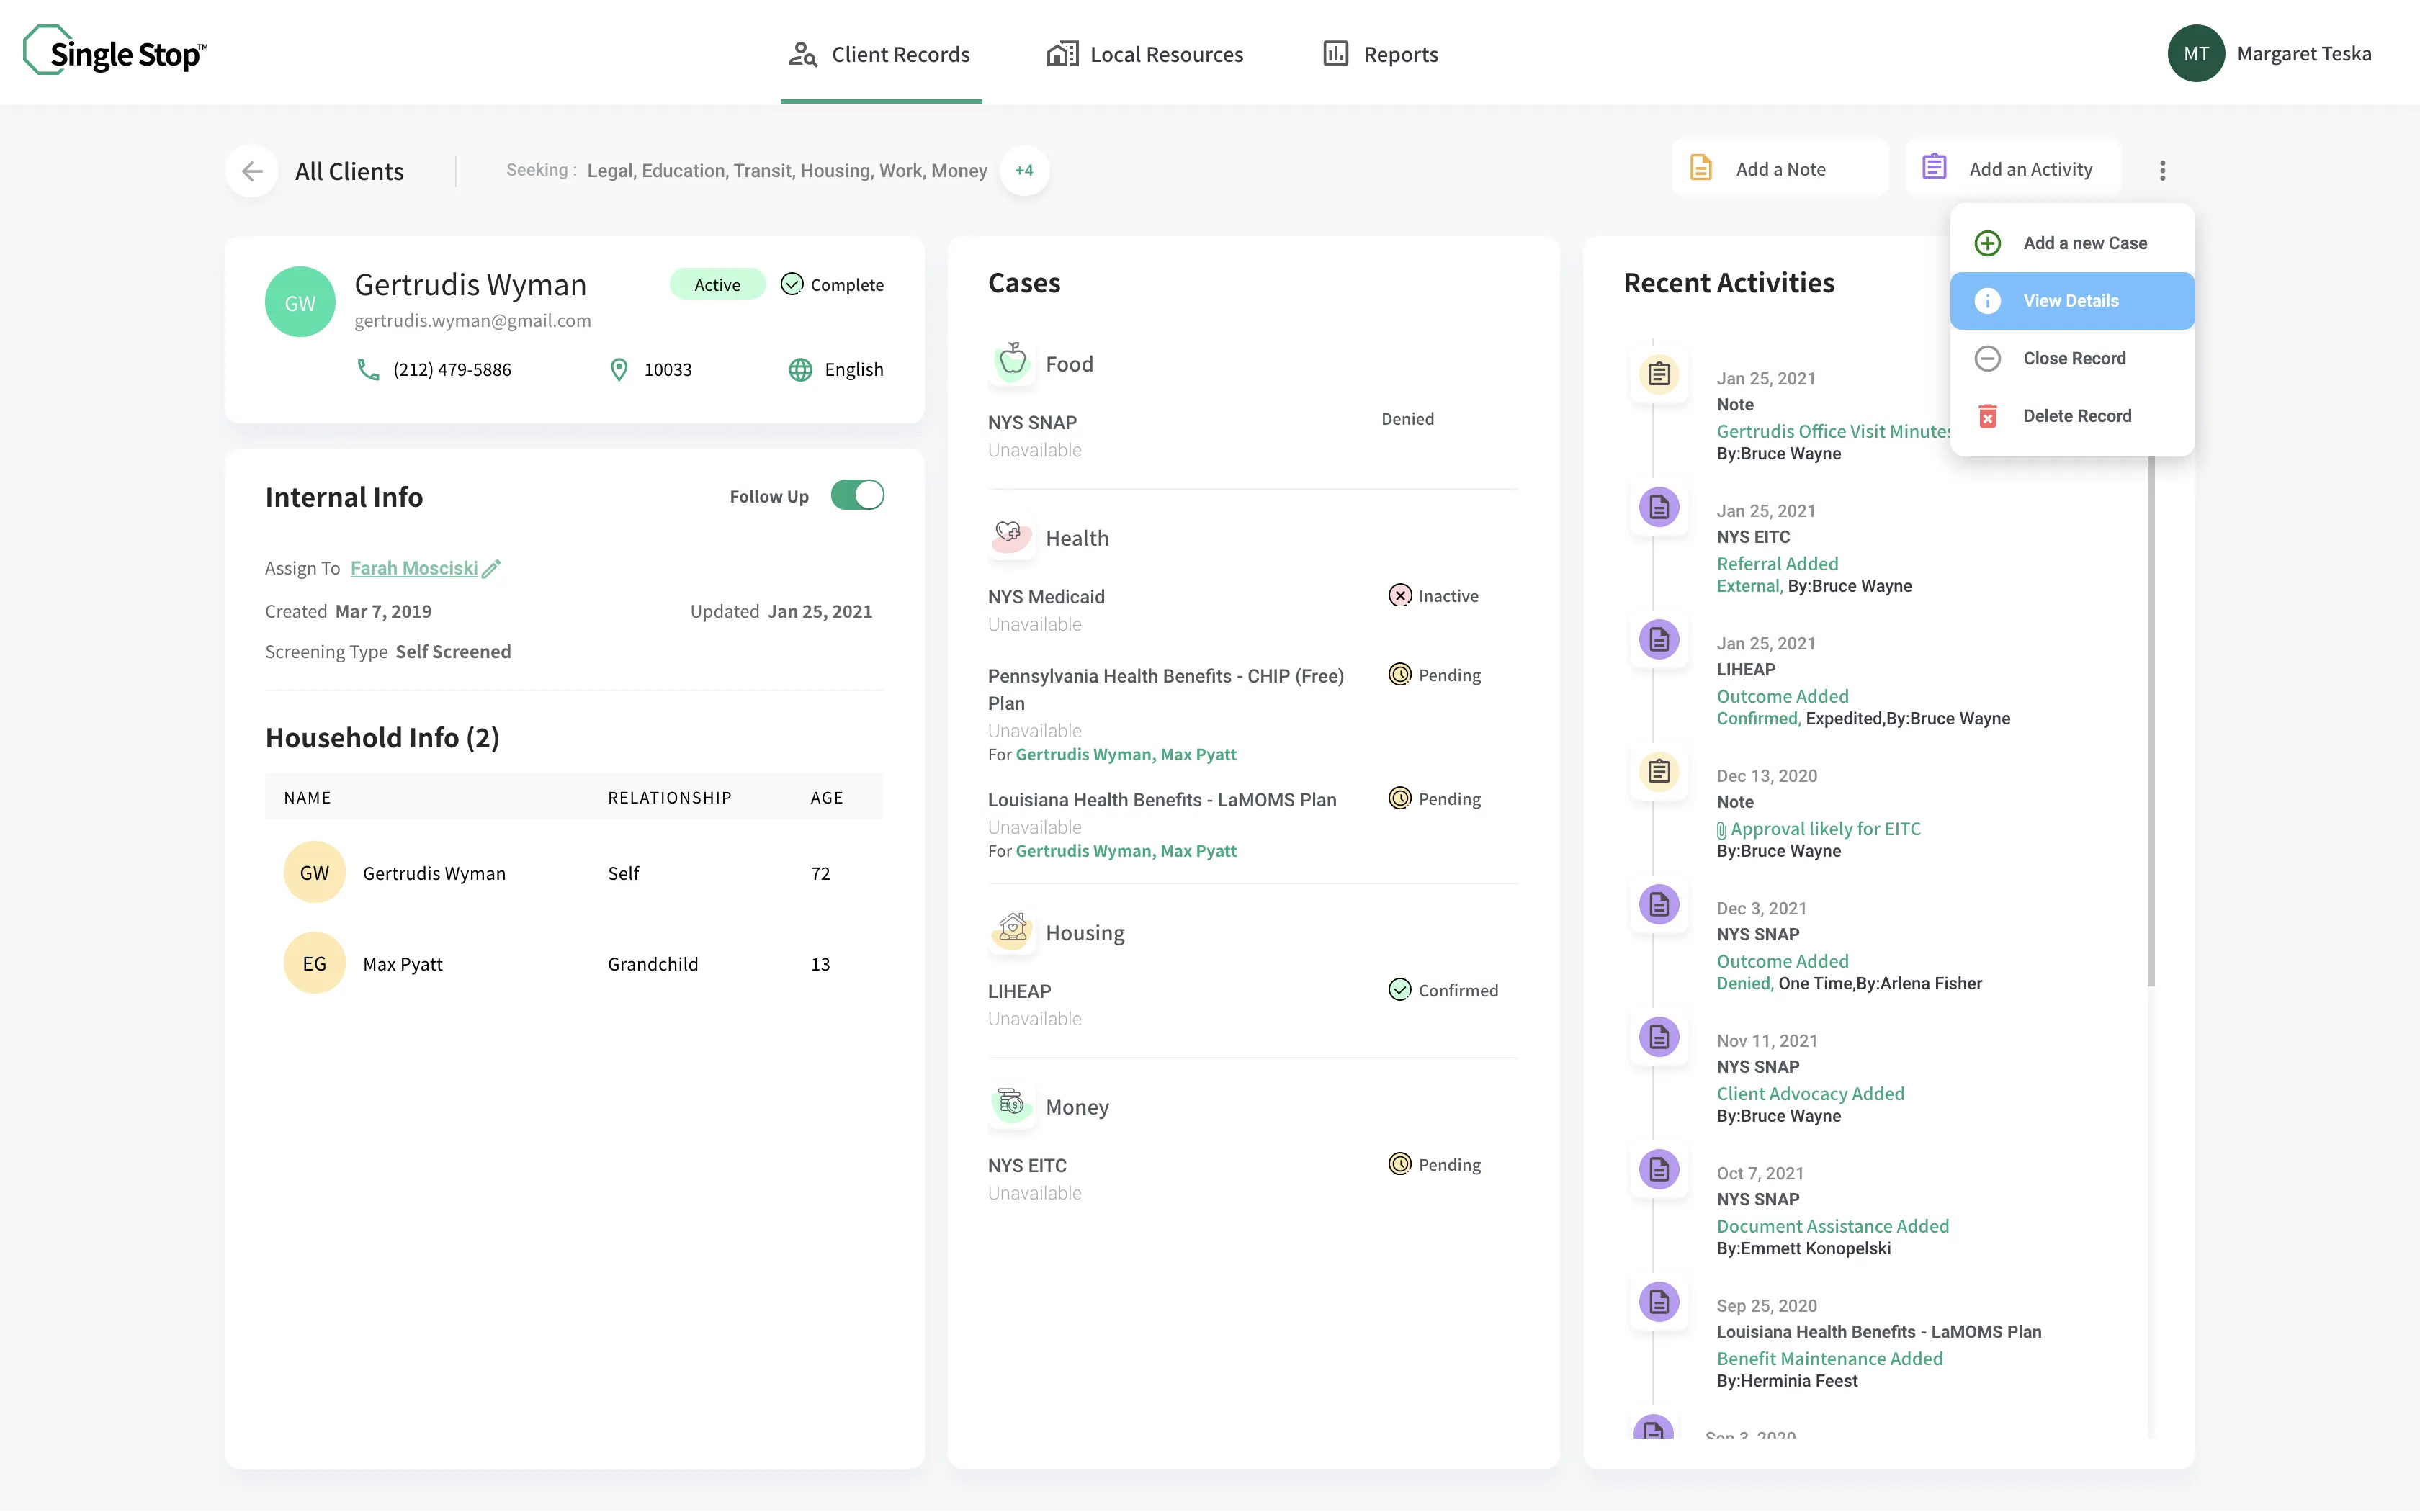 Single Stop™
Client Records
Local Resources
Reports
MT
Margaret Teska
All Clients
Seeking : Legal, Education, Transit, Housing, Work, Money
+4
Add a Note
Add an Activity
Add a new Case
View Details
Close Record
Delete Record
GW
Gertrudis Wyman
Active
Complete
gertrudis.wyman@gmail.com
(212) 479-5886
10033
English
Internal Info
Follow Up
Assign To Farah Mosciski
Created Mar 7, 2019
Updated Jan 25, 2021
Screening Type Self Screened
Household Info (2)
NAME RELATIONSHIP AGE
GW Gertrudis Wyman Self 72
EG Max Pyatt Grandchild 13
Cases
Food
NYS SNAP
Denied
Unavailable
Health
NYS Medicaid
Inactive
Unavailable
Pennsylvania Health Benefits - CHIP (Free)
Plan
Pending
Unavailable
For Gertrudis Wyman, Max Pyatt
Louisiana Health Benefits - LaMOMS Plan
Pending
Unavailable
For Gertrudis Wyman, Max Pyatt
Housing
LIHEAP
Confirmed
Unavailable
Money
NYS EITC
Pending
Unavailable
Recent Activities
Jan 25, 2021
Note
Gertrudis Office Visit Minutes
By:Bruce Wayne
Jan 25, 2021
NYS EITC
Referral Added
External, By:Bruce Wayne
Jan 25, 2021
LIHEAP
Outcome Added
Confirmed, Expedited,By:Bruce Wayne
Dec 13, 2020
Note
Approval likely for EITC
By:Bruce Wayne
Dec 3, 2021
NYS SNAP
Outcome Added
Denied, One Time,By:Arlena Fisher
Nov 11, 2021
NYS SNAP
Client Advocacy Added
By:Bruce Wayne
Oct 7, 2021
NYS SNAP
Document Assistance Added
By:Emmett Konopelski
Sep 25, 2020
Louisiana Health Benefits - LaMOMS Plan
Benefit Maintenance Added
By:Herminia Feest
Sep 3, 2020